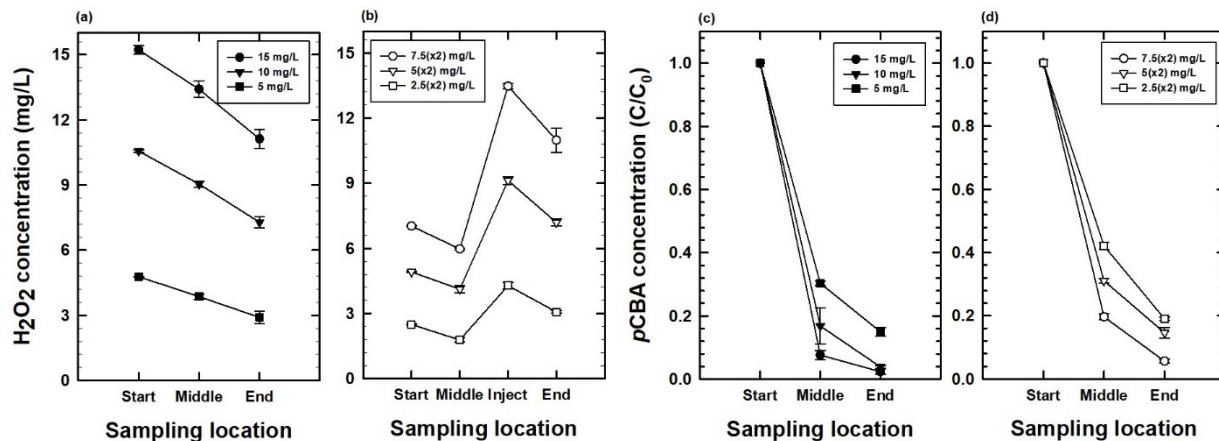 (a)
H2O2 concentration (mg/L)
15
12
9
6
3
0
15 mg/L
10 mg/L
5 mg/L
Start Middle End
Sampling location
(b)
15
12
9
6
3
0
7.5(x2) mg/L
5(x2) mg/L
2.5(x2) mg/L
Start Middle Inject End
Sampling location
(c)
pCBA concentration (C/C0)
1.0
0.8
0.6
0.4
0.2
0.0
15 mg/L
10 mg/L
5 mg/L
Start Middle End
Sampling location
(d)
1.0
0.8
0.6
0.4
0.2
0.0
7.5(x2) mg/L
5(x2) mg/L
2.5(x2) mg/L
Start Middle End
Sampling location